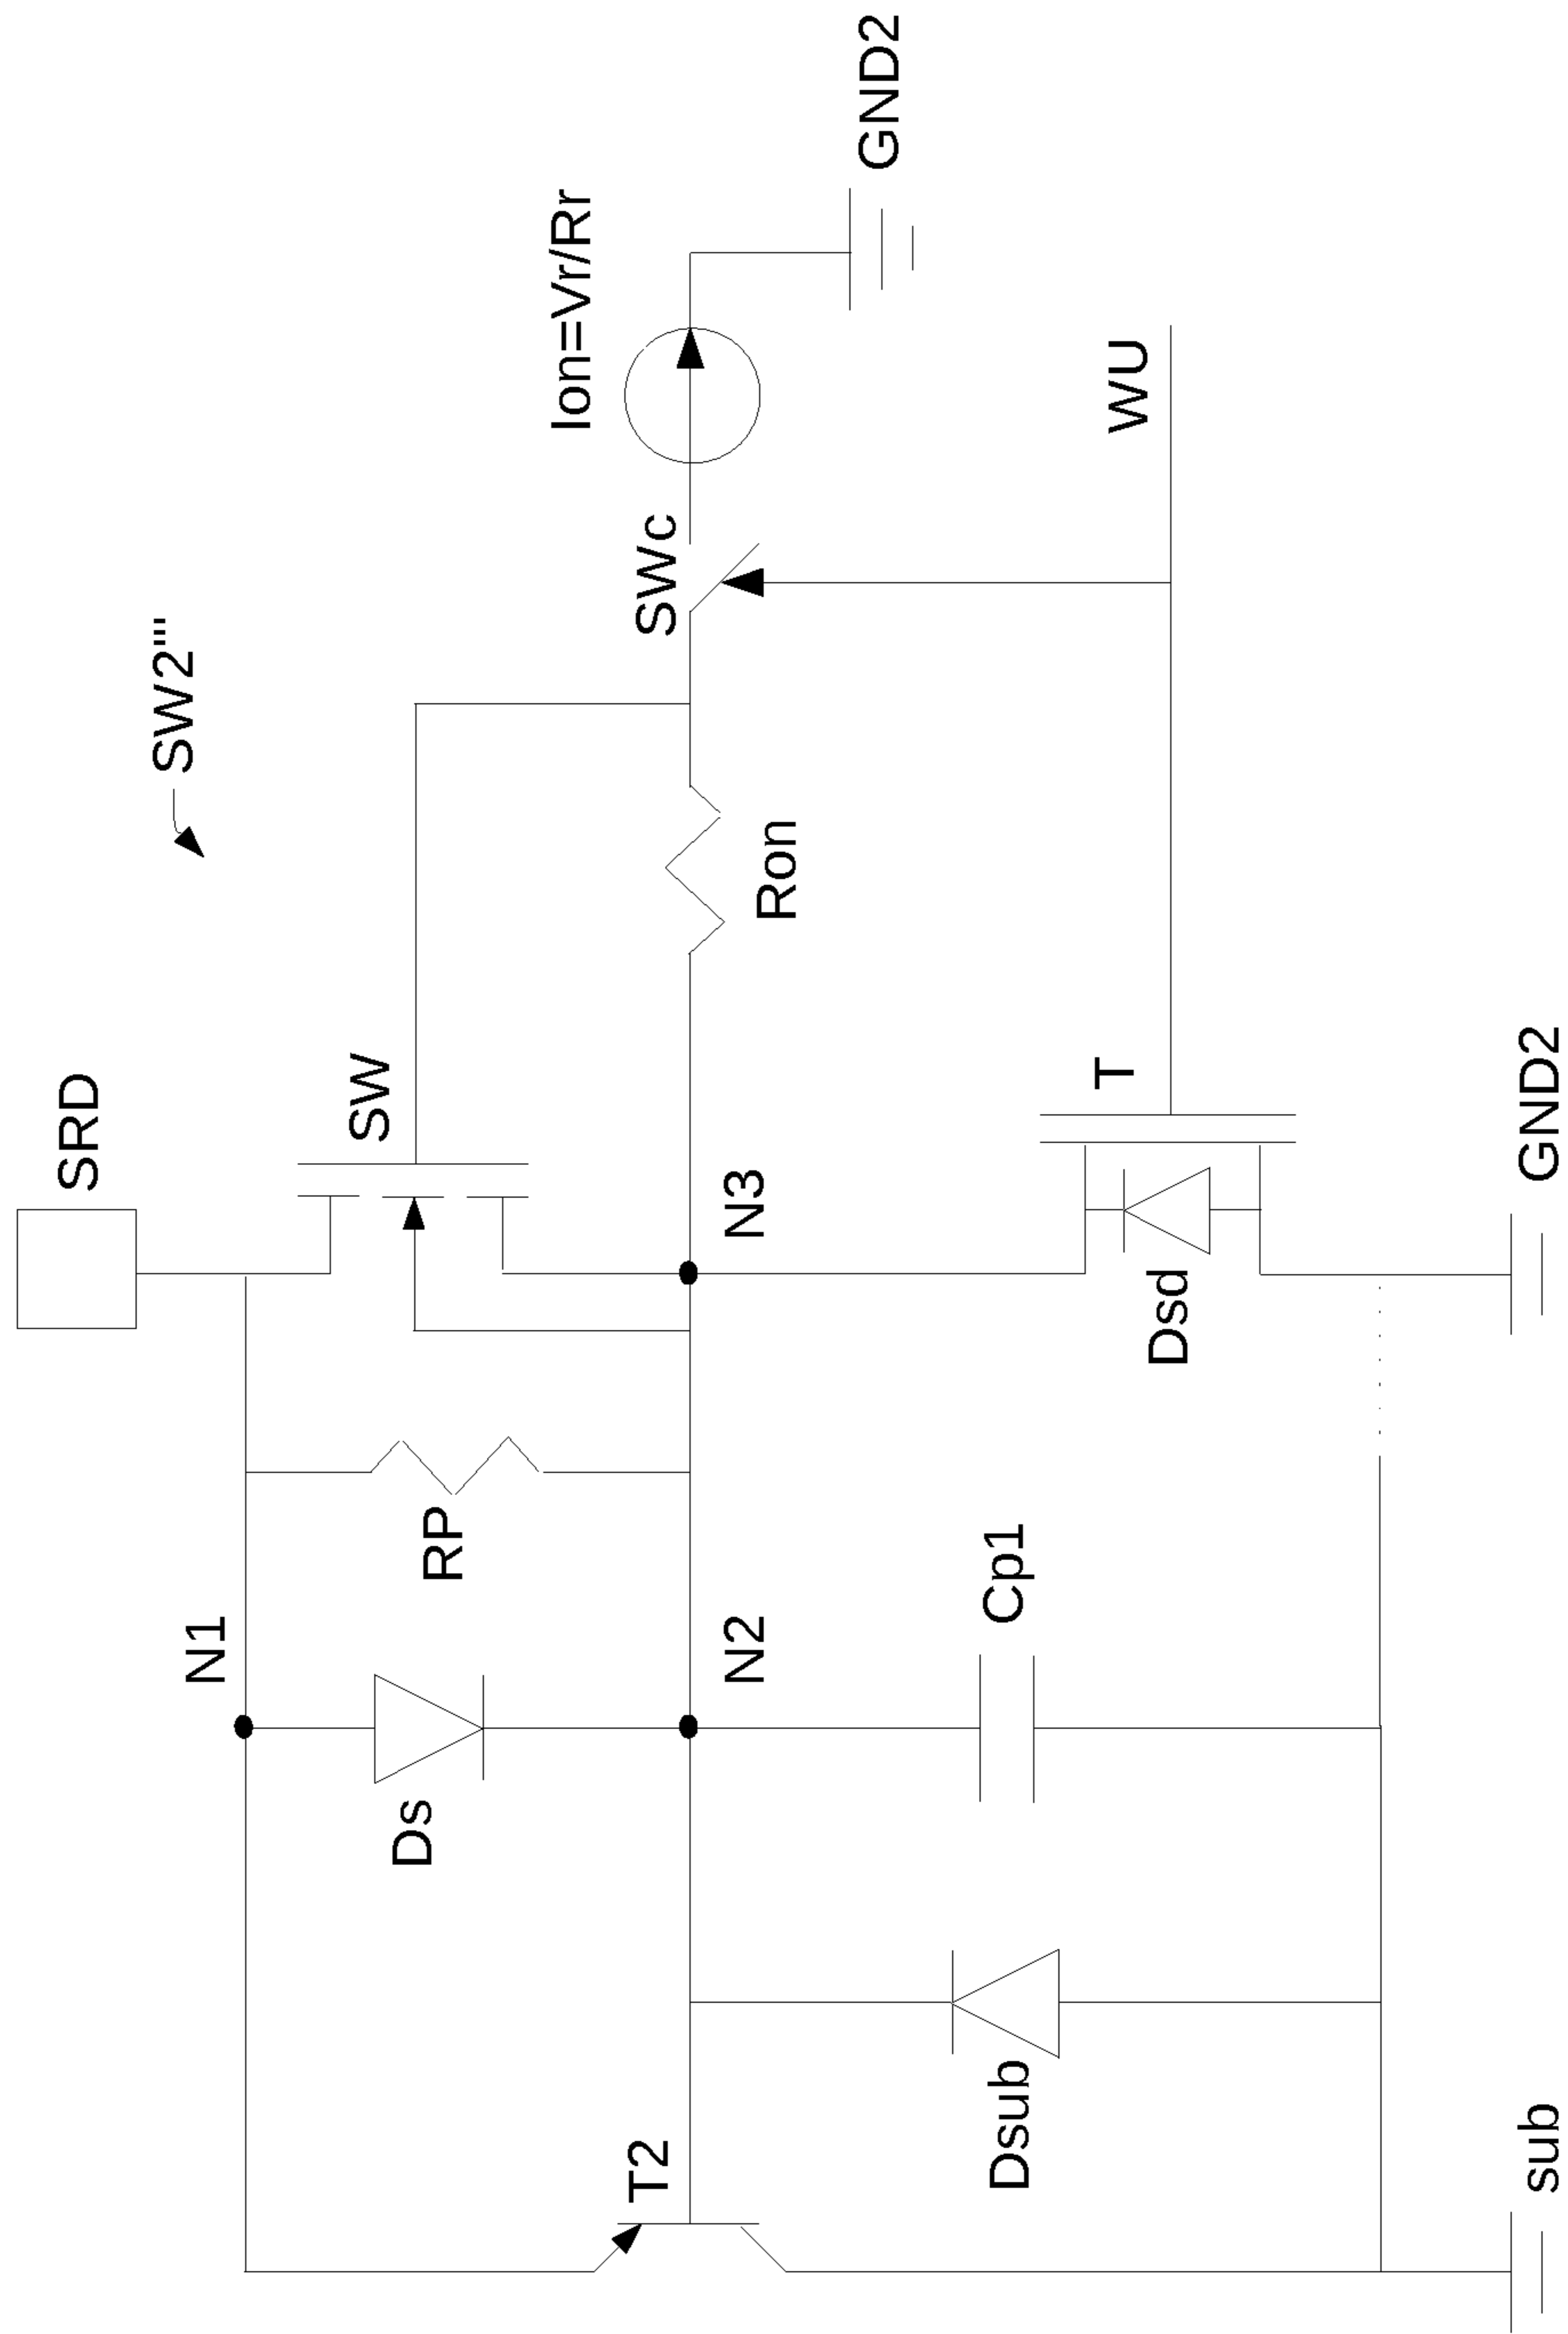 SW2'''
SRD
SW
Ion=Vr/Rr
GND2
SWc
Ron
WU
N1
RP
N3
T
Ds
N2
Dsd
Cp1
T2
Dsub
sub
GND2